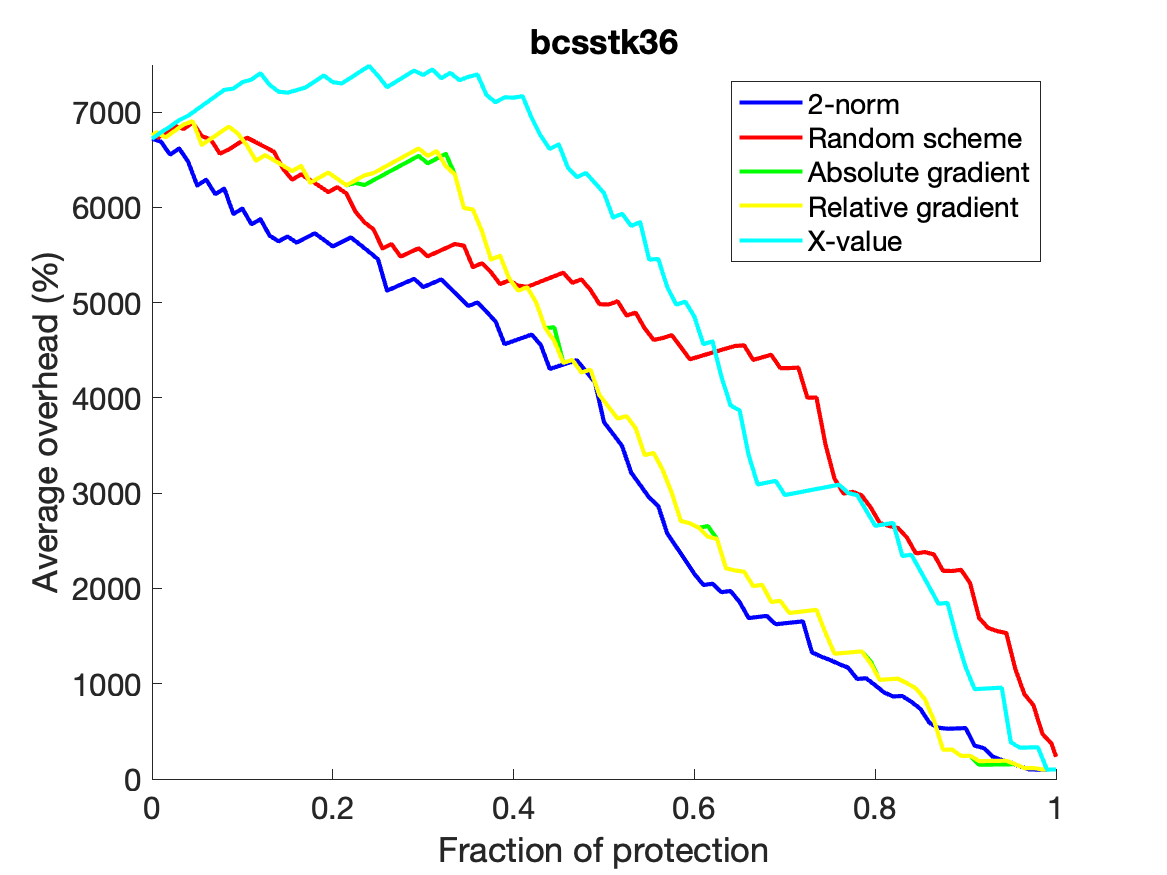 bcsstk36
2-norm
Random scheme
Absolute gradient
Relative gradient
X-value
Average overhead (%)
7000
6000
5000
4000
3000
2000
1000
0
0 0.2 0.4 0.6 0.8 1
Fraction of protection